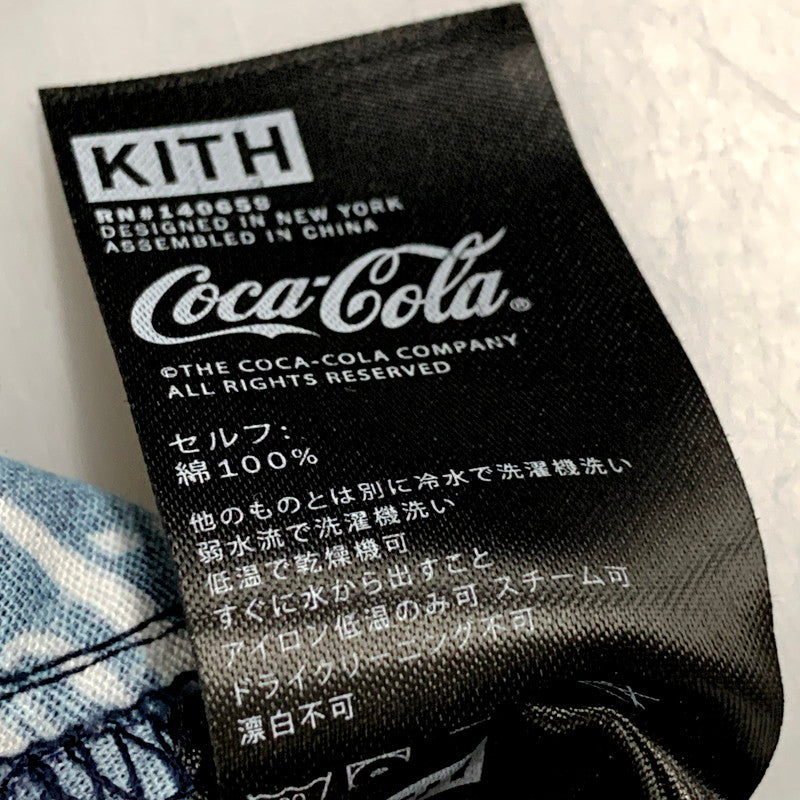 KITH
RN#140659
DESIGNED IN NEW YORK
ASSEMBLED IN CHINA
Coca-Cola®
©THE COCA-COLA COMPANY
ALL RIGHTS RESERVED
セルフ:
綿100%
他のものとは別に冷水で洗濯機洗い
弱水流で洗濯機洗い
低温で乾燥機可
すぐに水から出すこと
アイロン低温のみ可 スチーム可
ドライクリーニング不可
漂白不可